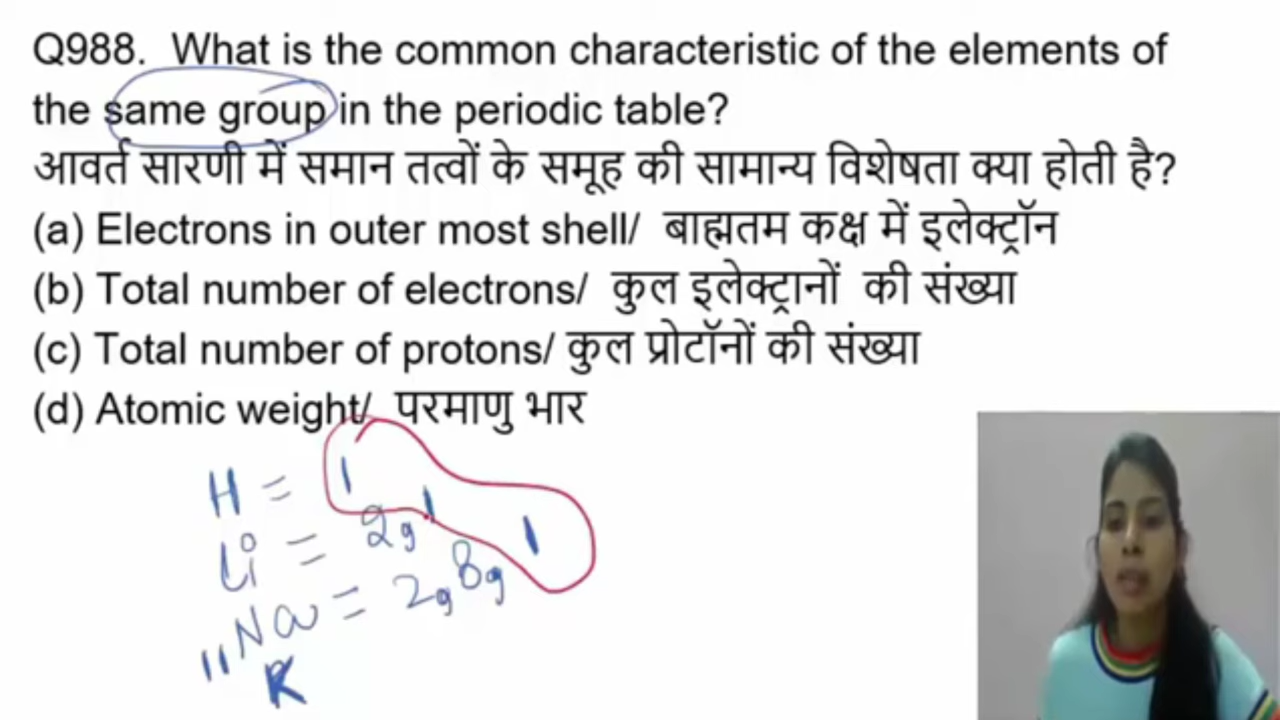 Q988. What is the common characteristic of the elements of
the same group in the periodic table?
आवर्त सारणी में समान तत्वों के समूह की सामान्य विशेषता क्या होती है?
(a) Electrons in outer most shell/ बाह्मतम कक्ष में इलेक्ट्रॉन
(b) Total number of electrons/ कुल इलेक्ट्रानों की संख्या
(c) Total number of protons/ कुल प्रोटॉनों की संख्या
(d) Atomic weight/ परमाणु भार
H = 1
Li = 2, 1
11Na = 2, 8, 1
K